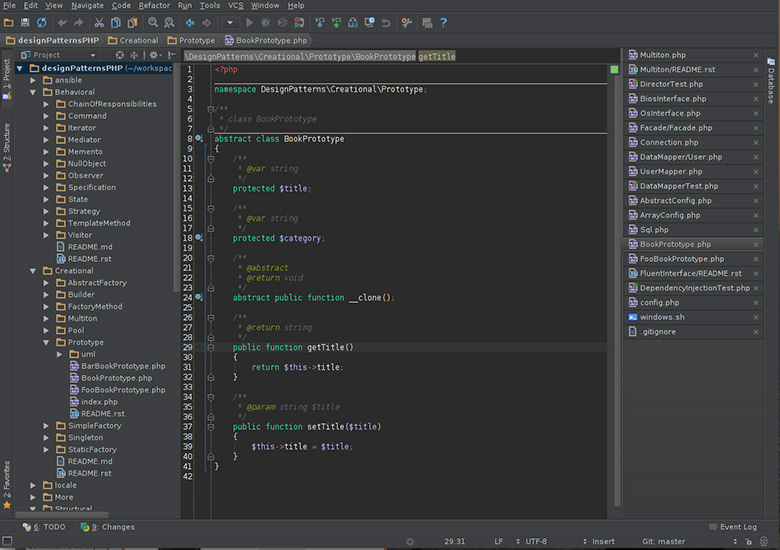 File Edit View Navigate Code Refactor Run Tools VCS Window Help
designPatternsPHP Creational Prototype BookPrototype.php
Project
designPatternsPHP (~/workspac
ansible
Behavioral
ChainOfResponsibilities
Command
Iterator
Mediator
Memento
NullObject
Observer
Specification
State
Strategy
TemplateMethod
Visitor
README.md
README.rst
Creational
AbstractFactory
Builder
FactoryMethod
Multiton
Pool
Prototype
uml
BarBookPrototype.php
BookPrototype.php
FooBookPrototype.php
index.php
README.rst
SimpleFactory
Singleton
StaticFactory
README.md
README.rst
locale
More
Structural
1: Project
7: Structure
2: Favorites
\DesignPatterns\Creational\Prototype\BookPrototype getTitle
1 <?php
2
3 namespace DesignPatterns\Creational\Prototype;
4
5 /**
6 * class BookPrototype
7 */
8 abstract class BookPrototype
9 {
10 /**
11 * @var string
12 */
13 protected $title;
14
15 /**
16 * @var string
17 */
18 protected $category;
19
20 /**
21 * @abstract
22 * @return void
23 */
24 abstract public function __clone();
25
26 /**
27 * @return string
28 */
29 public function getTitle()
30 {
31 return $this->title;
32 }
33
34 /**
35 * @param string $title
36 */
37 public function setTitle($title)
38 {
39 $this->title = $title;
40 }
41 }
42
Multiton.php
Multiton/README.rst
DirectorTest.php
BiosInterface.php
OsInterface.php
Facade/Facade.php
Connection.php
DataMapper/User.php
UserMapper.php
DataMapperTest.php
AbstractConfig.php
ArrayConfig.php
Sql.php
BookPrototype.php
FooBookPrototype.php
FluentInterface/README.rst
DependencyInjectionTest.php
config.php
windows.sh
.gitignore
Database
6: TODO 9: Changes Event Log
29:31 LF UTF-8 Insert Git: master